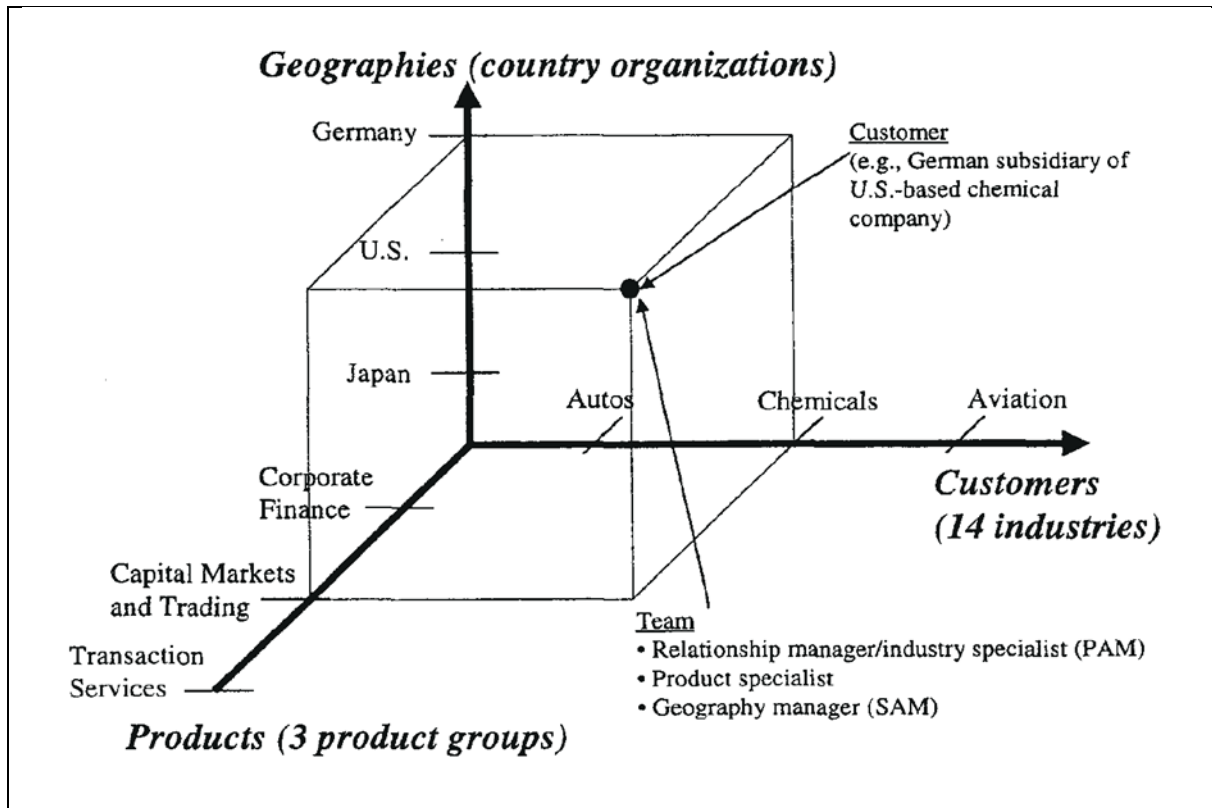 Geographies (country organizations)
Germany
Customer
(e.g., German subsidiary of
U.S.-based chemical
company)
U.S.
Japan
Autos
Chemicals
Aviation
Corporate
Finance
Customers
(14 industries)
Capital Markets
and Trading
Team
• Relationship manager/industry specialist (PAM)
• Product specialist
• Geography manager (SAM)
Transaction
Services
Products (3 product groups)